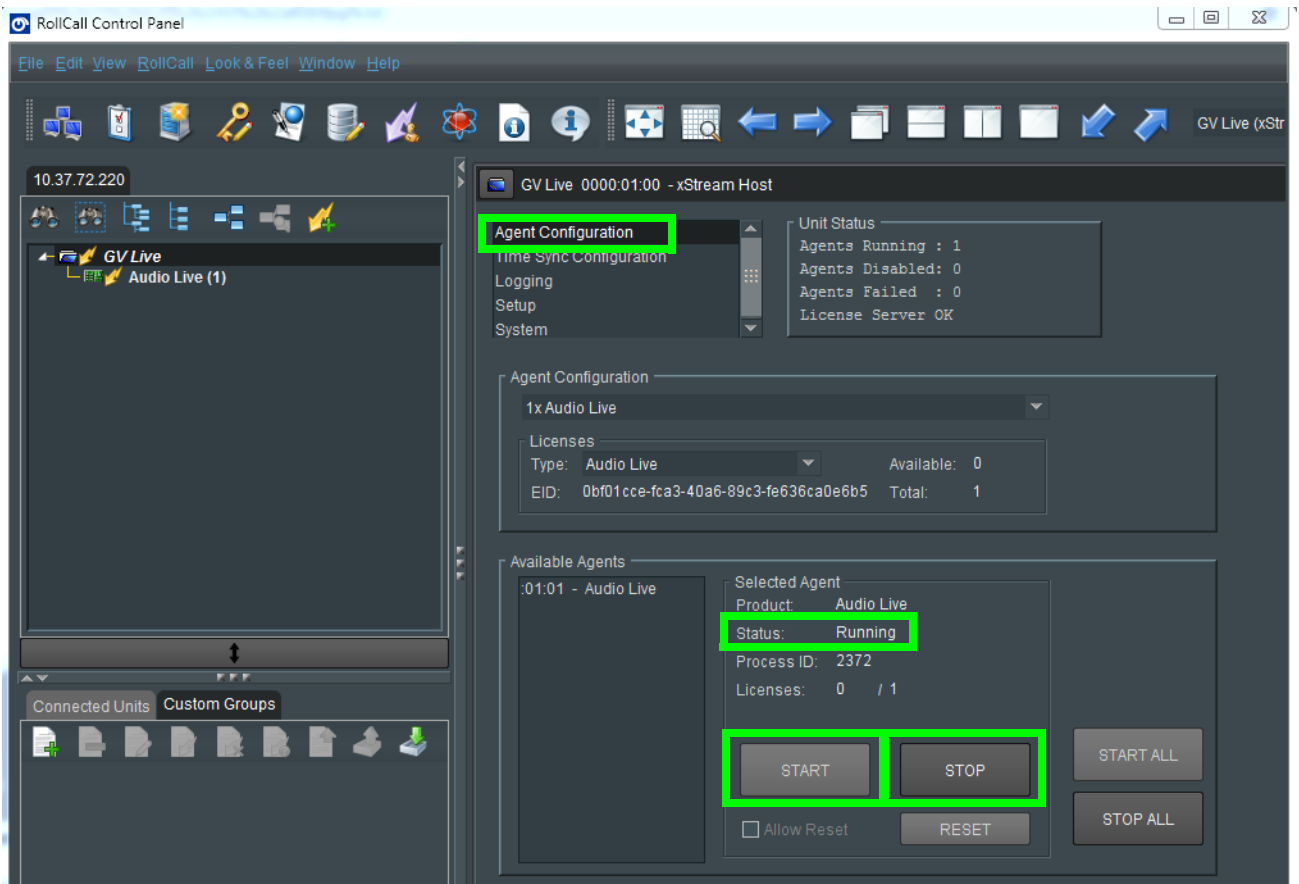 RollCall Control Panel
File Edit View RollCall Look & Feel Window Help
GV Live (xStr
10.37.72.220
GV Live
Audio Live (1)
Connected Units Custom Groups
GV Live 0000:01:00 - xStream Host
Agent Configuration
Time Sync Configuration
Logging
Setup
System
Unit Status
Agents Running : 1
Agents Disabled: 0
Agents Failed : 0
License Server OK
Agent Configuration
1x Audio Live
Licenses
Type: Audio Live Available: 0
EID: 0bf01cce-fca3-40a6-89c3-fe636ca0e6b5 Total: 1
Available Agents
:01:01 - Audio Live
Selected Agent
Product: Audio Live
Status: Running
Process ID: 2372
Licenses: 0 / 1
START STOP
START ALL
Allow Reset RESET
STOP ALL